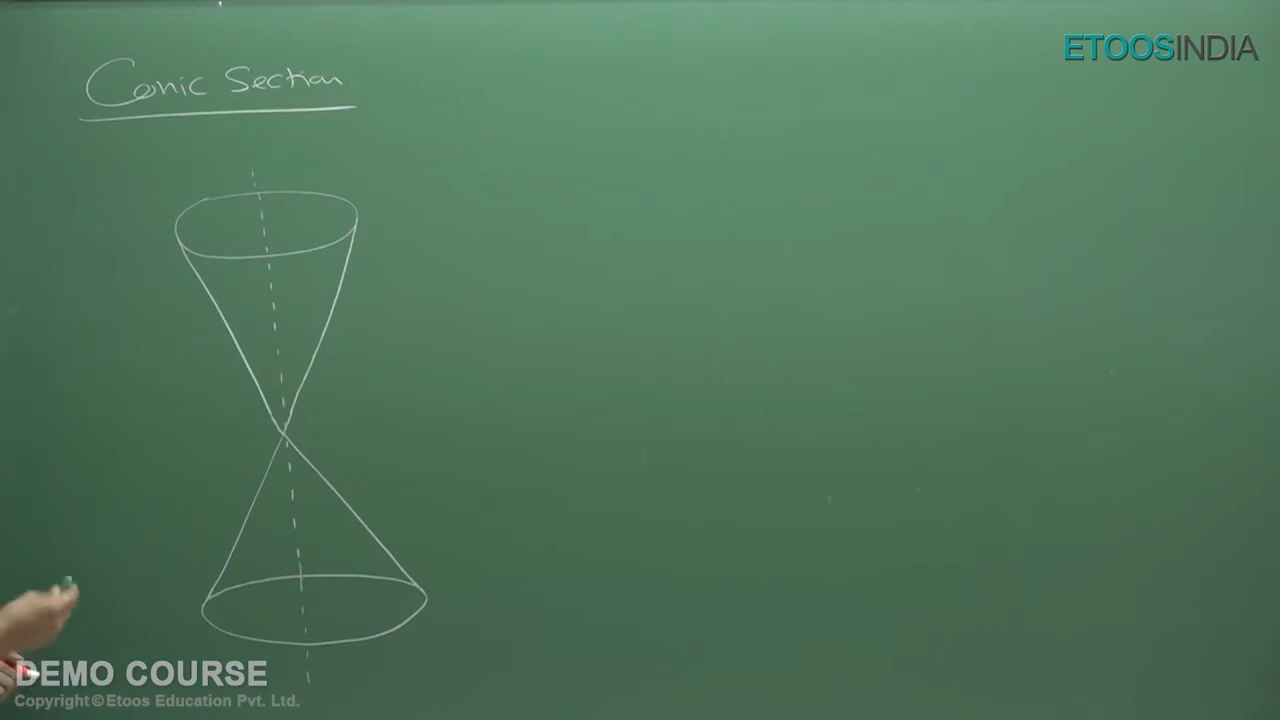 ETOOSINDIA
Conic Section
DEMO COURSE
Copyright © Etoos Education Pvt. Ltd.